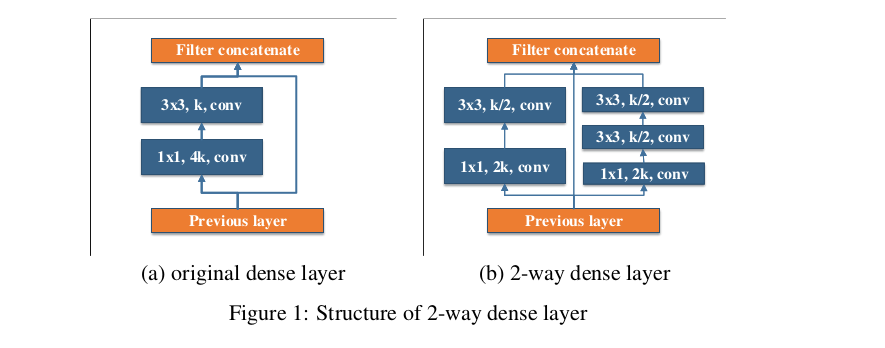 Filter concatenate
3x3, k, conv
1x1, 4k, conv
Previous layer
(a) original dense layer
Filter concatenate
3x3, k/2, conv
1x1, 2k, conv
3x3, k/2, conv
3x3, k/2, conv
1x1, 2k, conv
Previous layer
(b) 2-way dense layer
Figure 1: Structure of 2-way dense layer